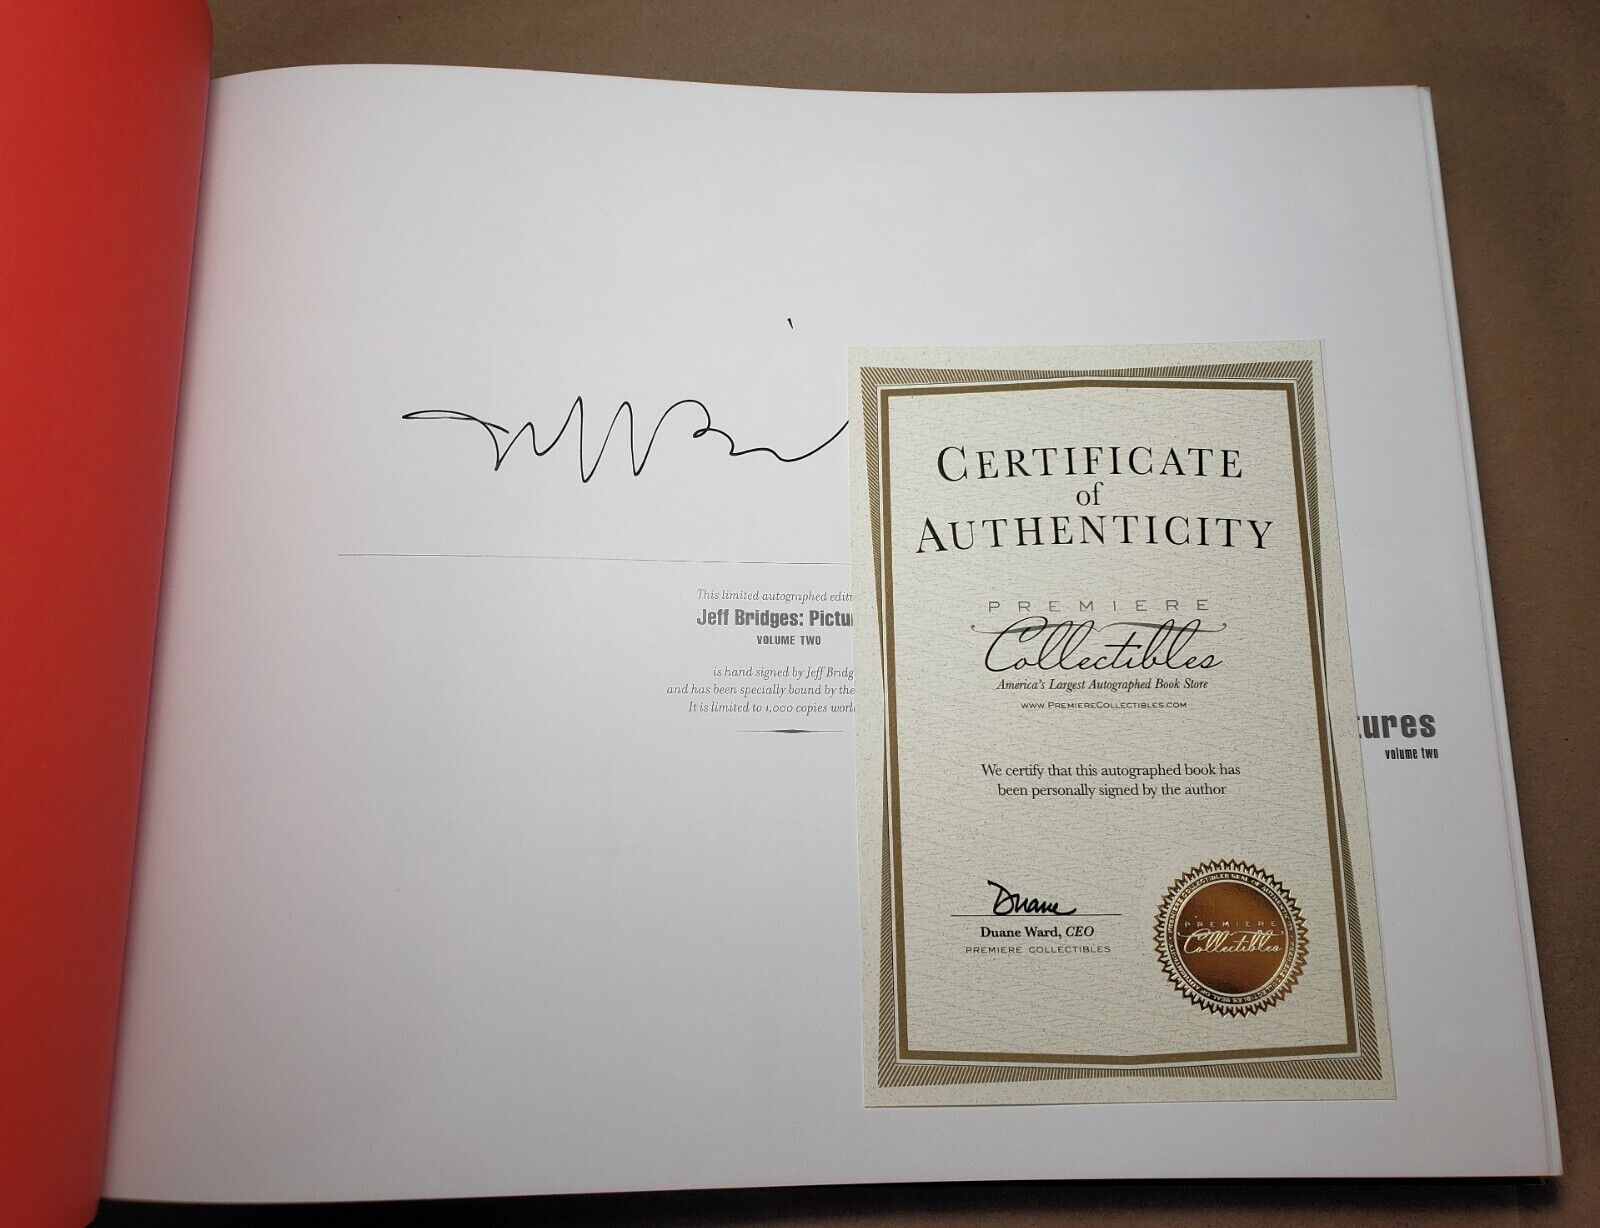 This limited autographed editi
Jeff Bridges: Pictu
VOLUME TWO
is hand signed by Jeff Bridg
and has been specially bound by the
It is limited to 1,000 copies worl
tures
volume two
CERTIFICATE
of
AUTHENTICITY
PREMIERE
Collectibles
America's Largest Autographed Book Store
WWW.PREMIERECOLLECTIBLES.COM
We certify that this autographed book has
been personally signed by the author
Duane
Duane Ward, CEO
PREMIERE COLLECTIBLES
PREMIERE
Collectibles